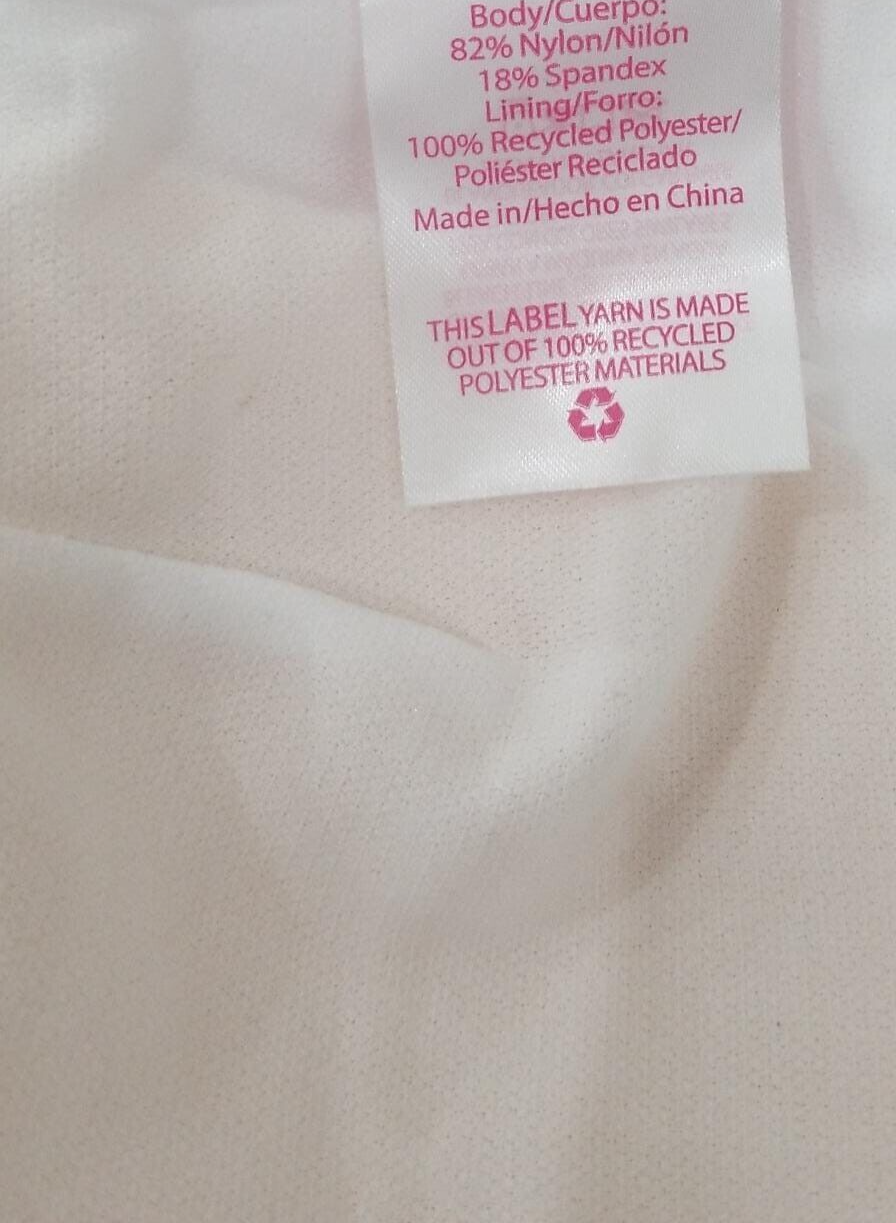 Body/Cuerpo:
82% Nylon/Nilón
18% Spandex
Lining/Forro:
100% Recycled Polyester/
Poliéster Reciclado
Made in/Hecho en China
THIS LABEL YARN IS MADE
OUT OF 100% RECYCLED
POLYESTER MATERIALS